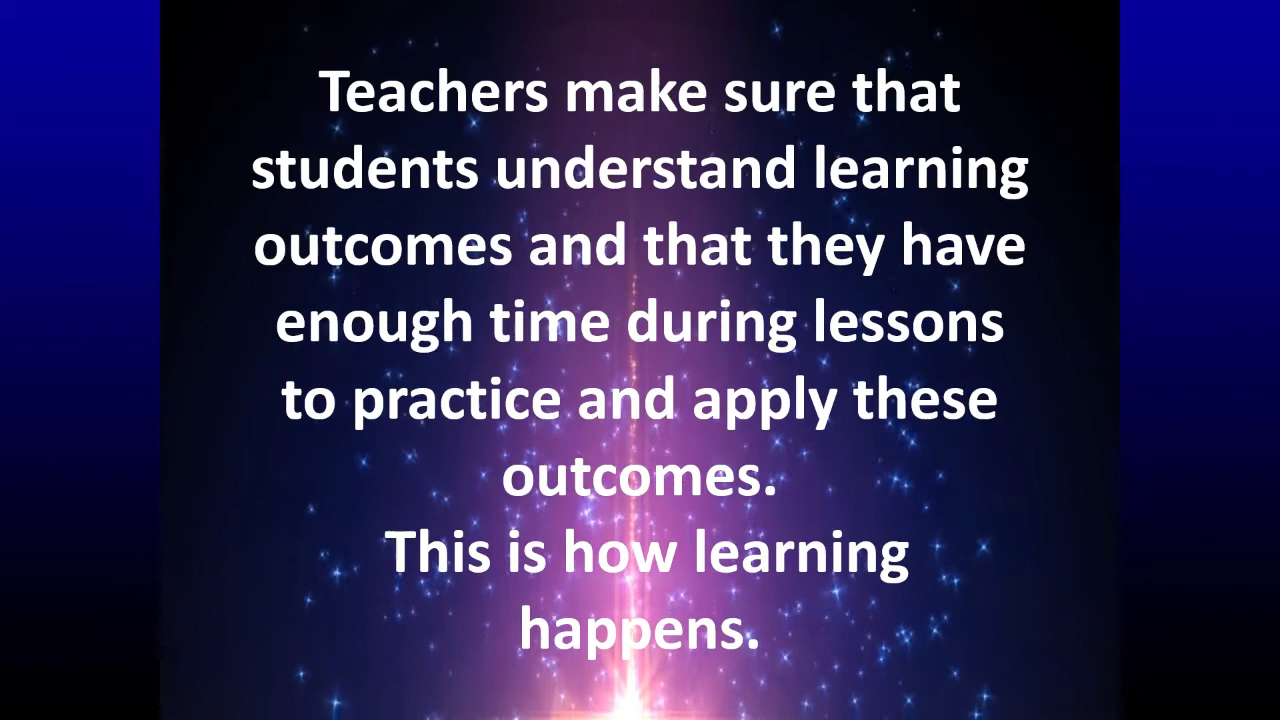 Teachers make sure that
students understand learning
outcomes and that they have
enough time during lessons
to practice and apply these
outcomes.
This is how learning
happens.